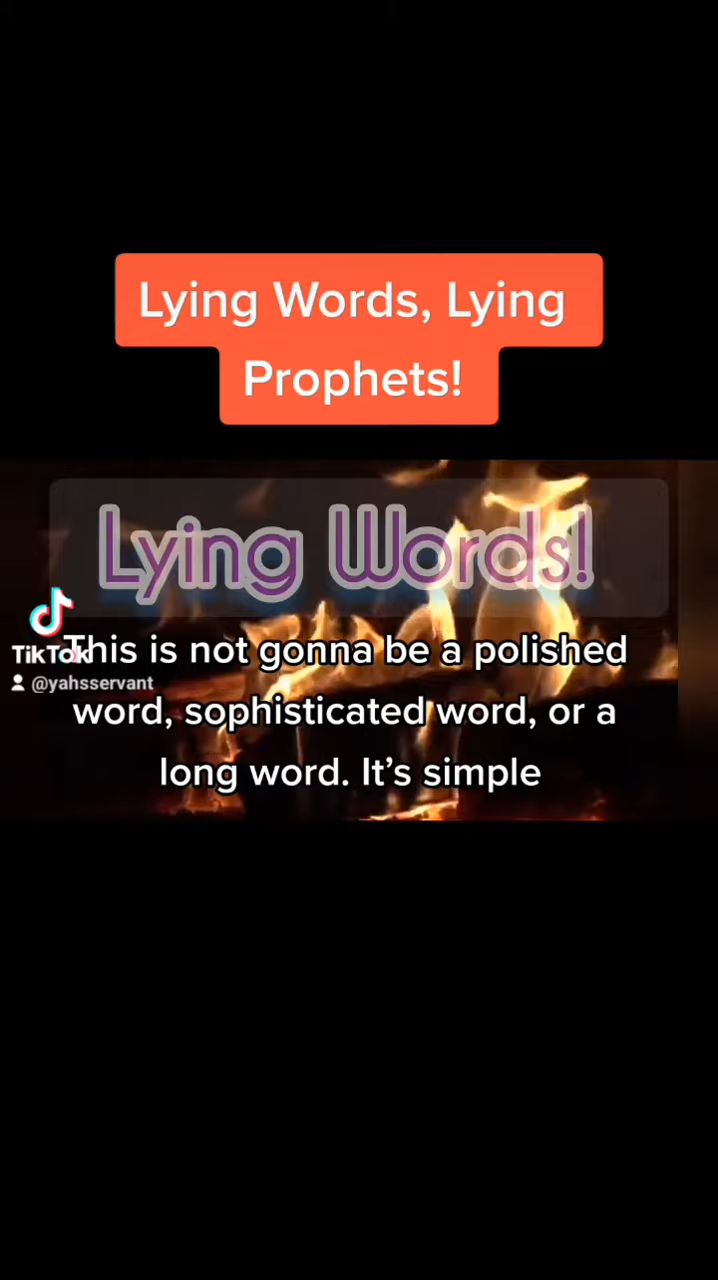 Lying Words, Lying
Prophets!
Lying Words!
TikTok
@yahsservant
This is not gonna be a polished
word, sophisticated word, or a
long word. It’s simple